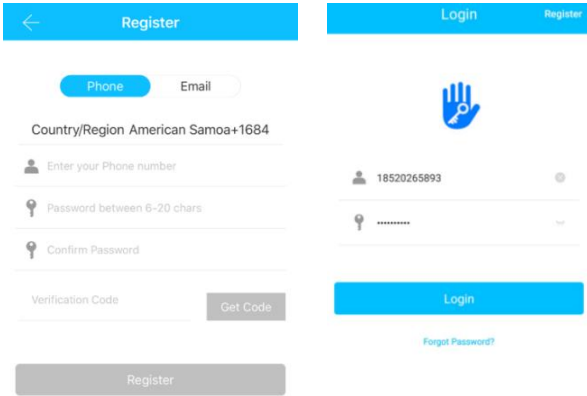 Register
Phone Email
Country/Region American Samoa+1684
Enter your Phone number
Password between 6-20 chars
Confirm Password
Verification Code Get Code
Register
Login Register
18520265893
••••••••••
Login
Forgot Password?